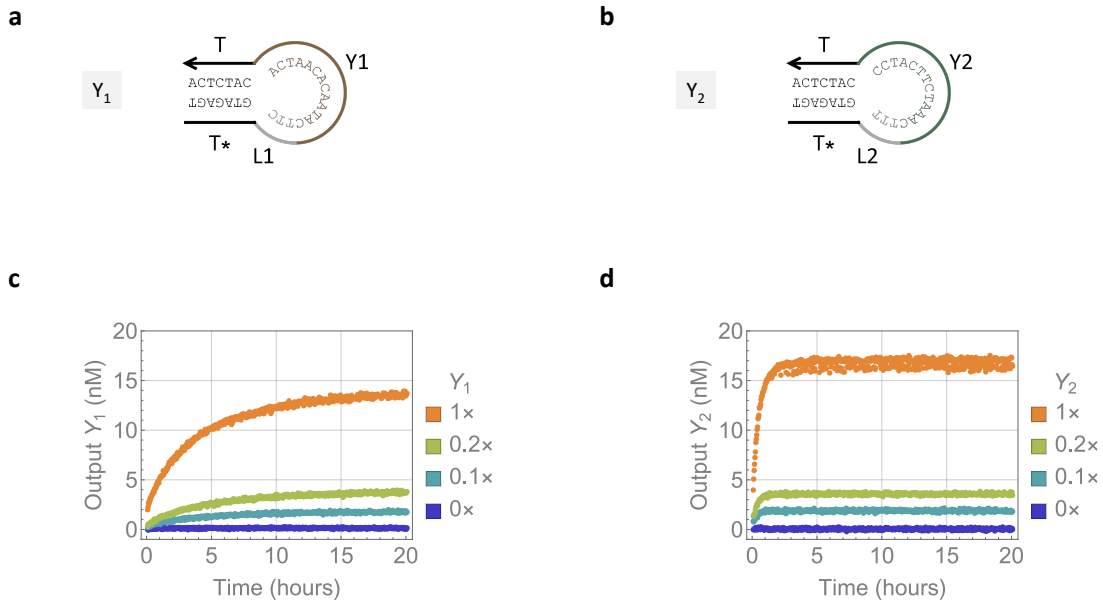 a
T
Y1
ACTAACACAATACTTC
Y₁
ACTCTAC
GTAGAGT
T*
L1
b
T
Y2
CCTACTTCTAAACTTT
Y₂
ACTCTAC
GTAGAGT
T*
L2
c
Output Y₁ (nM)
20
15
10
5
0
0
5
10
15
20
Time (hours)
Y₁
1×
0.2×
0.1×
0×
d
Output Y₂ (nM)
20
15
10
5
0
0
5
10
15
20
Time (hours)
Y₂
1×
0.2×
0.1×
0×